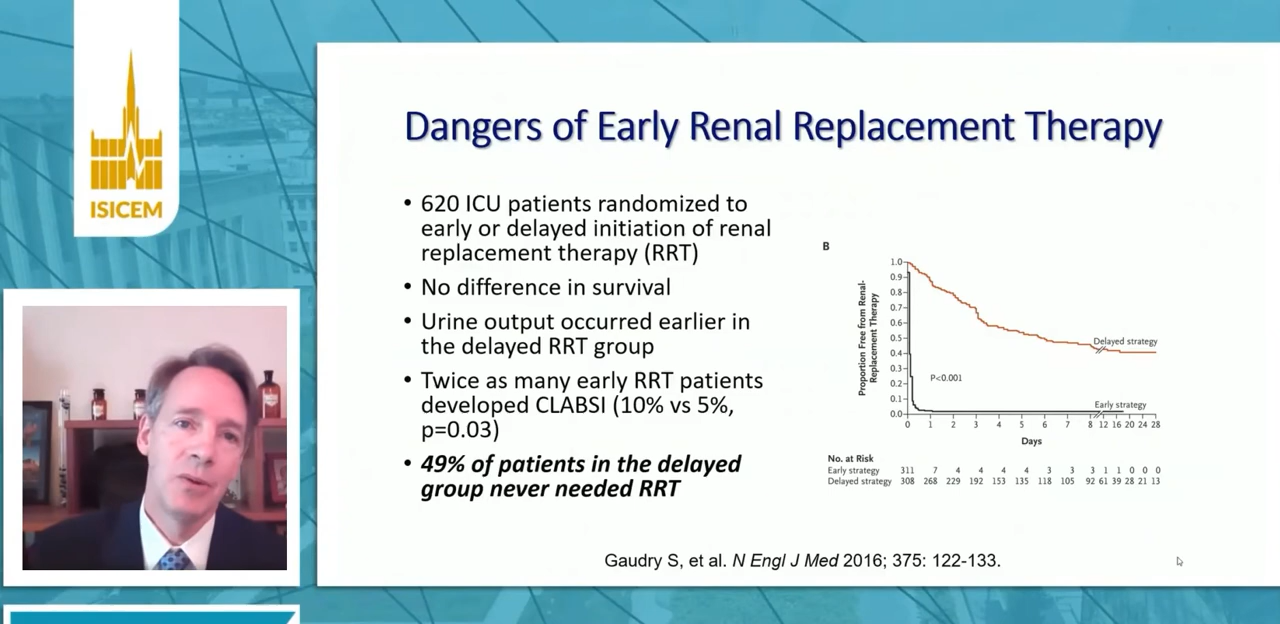 ISICEM
Dangers of Early Renal Replacement Therapy
• 620 ICU patients randomized to
early or delayed initiation of renal
replacement therapy (RRT)
• No difference in survival
• Urine output occurred earlier in
the delayed RRT group
• Twice as many early RRT patients
developed CLABSI (10% vs 5%,
p=0.03)
• 49% of patients in the delayed
group never needed RRT
B
Proportion Free from Renal-
Replacement Therapy
1.0
0.9
0.8
0.7
0.6
0.5
0.4
0.3
0.2
0.1
0.0
Delayed strategy
P<0.001
Early strategy
0 1 2 3 4 5 6 7 8 12 16 20 24 28
Days
No. at Risk
Early strategy 311 7 4 4 4 4 3 3 3 1 1 0 0 0
Delayed strategy 308 268 229 192 153 135 118 105 92 61 39 28 21 13
Gaudry S, et al. N Engl J Med 2016; 375: 122-133.